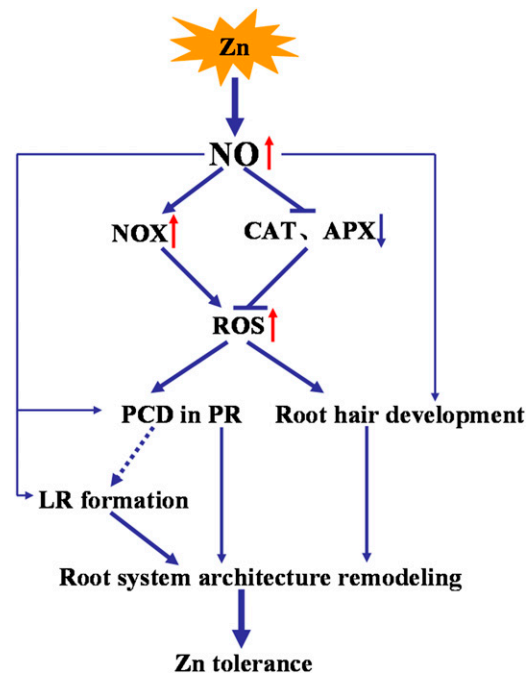 Zn
NO
NOX
CAT、APX
ROS
PCD in PR
Root hair development
LR formation
Root system architecture remodeling
Zn tolerance